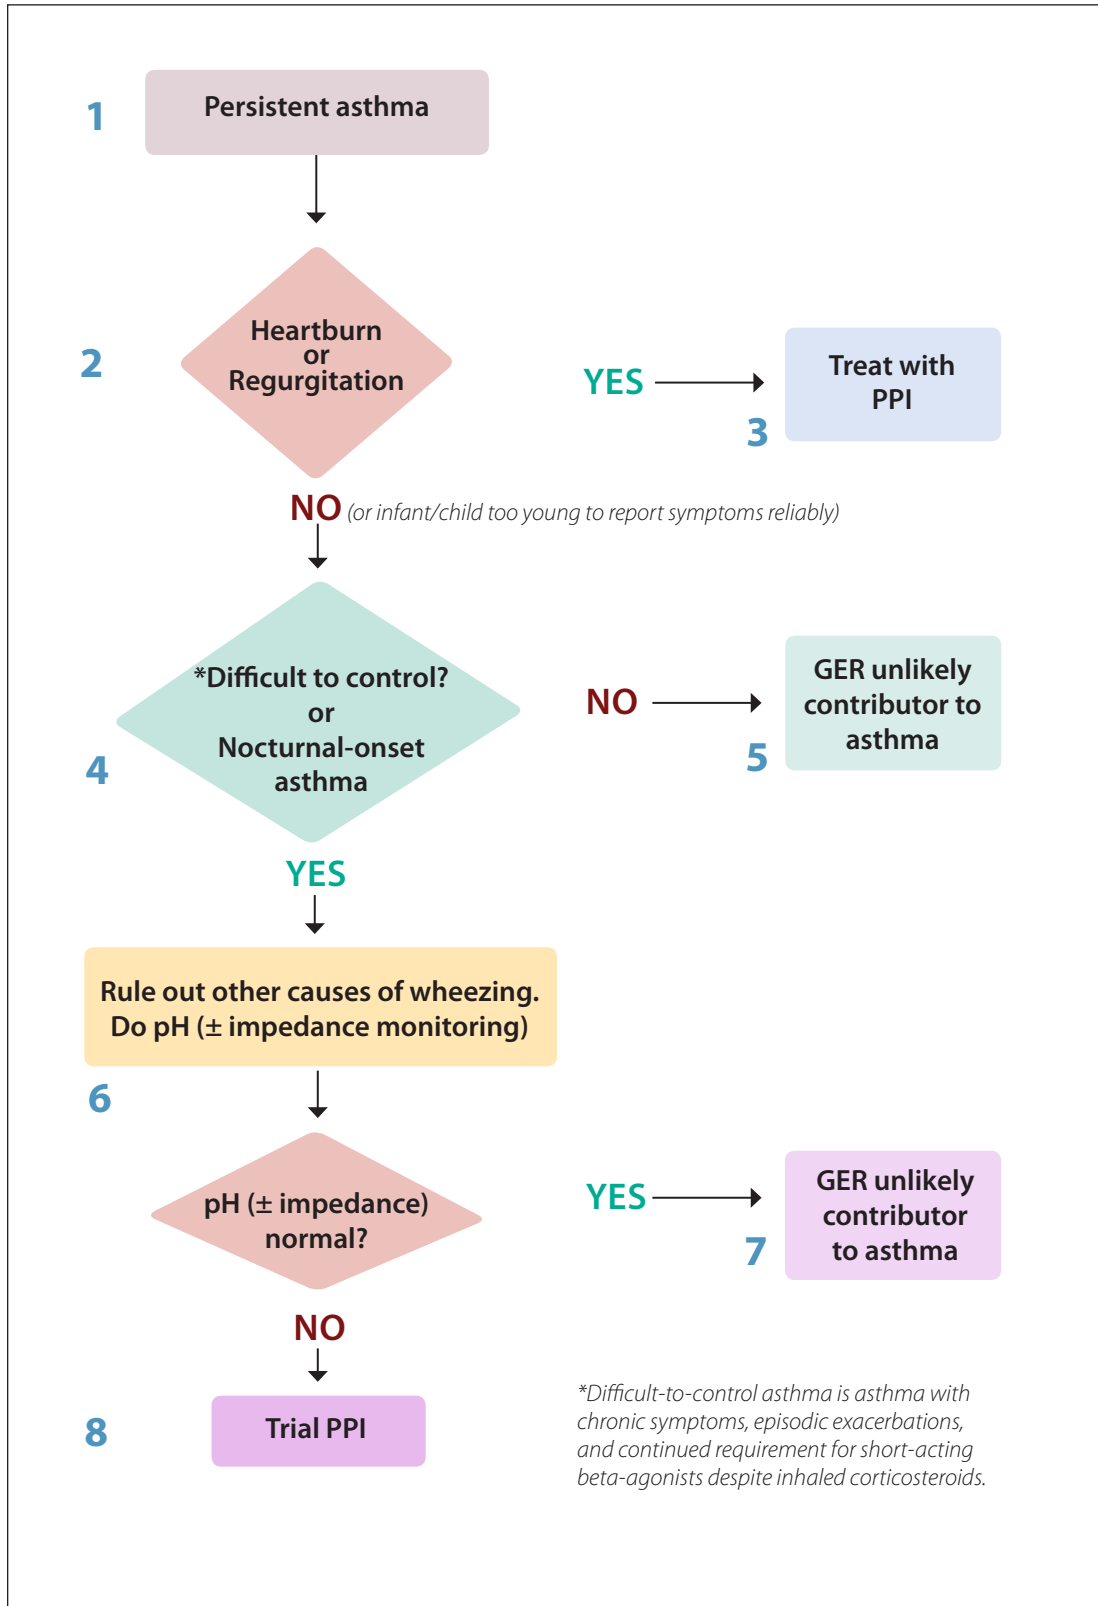 1
Persistent asthma
2
Heartburn
or
Regurgitation
YES
3
Treat with
PPI
NO (or infant/child too young to report symptoms reliably)
4
*Difficult to control?
or
Nocturnal-onset
asthma
NO
5
GER unlikely
contributor to
asthma
YES
Rule out other causes of wheezing.
Do pH (± impedance monitoring)
6
pH (± impedance)
normal?
YES
7
GER unlikely
contributor
to asthma
NO
8
Trial PPI
*Difficult-to-control asthma is asthma with
chronic symptoms, episodic exacerbations,
and continued requirement for short-acting
beta-agonists despite inhaled corticosteroids.